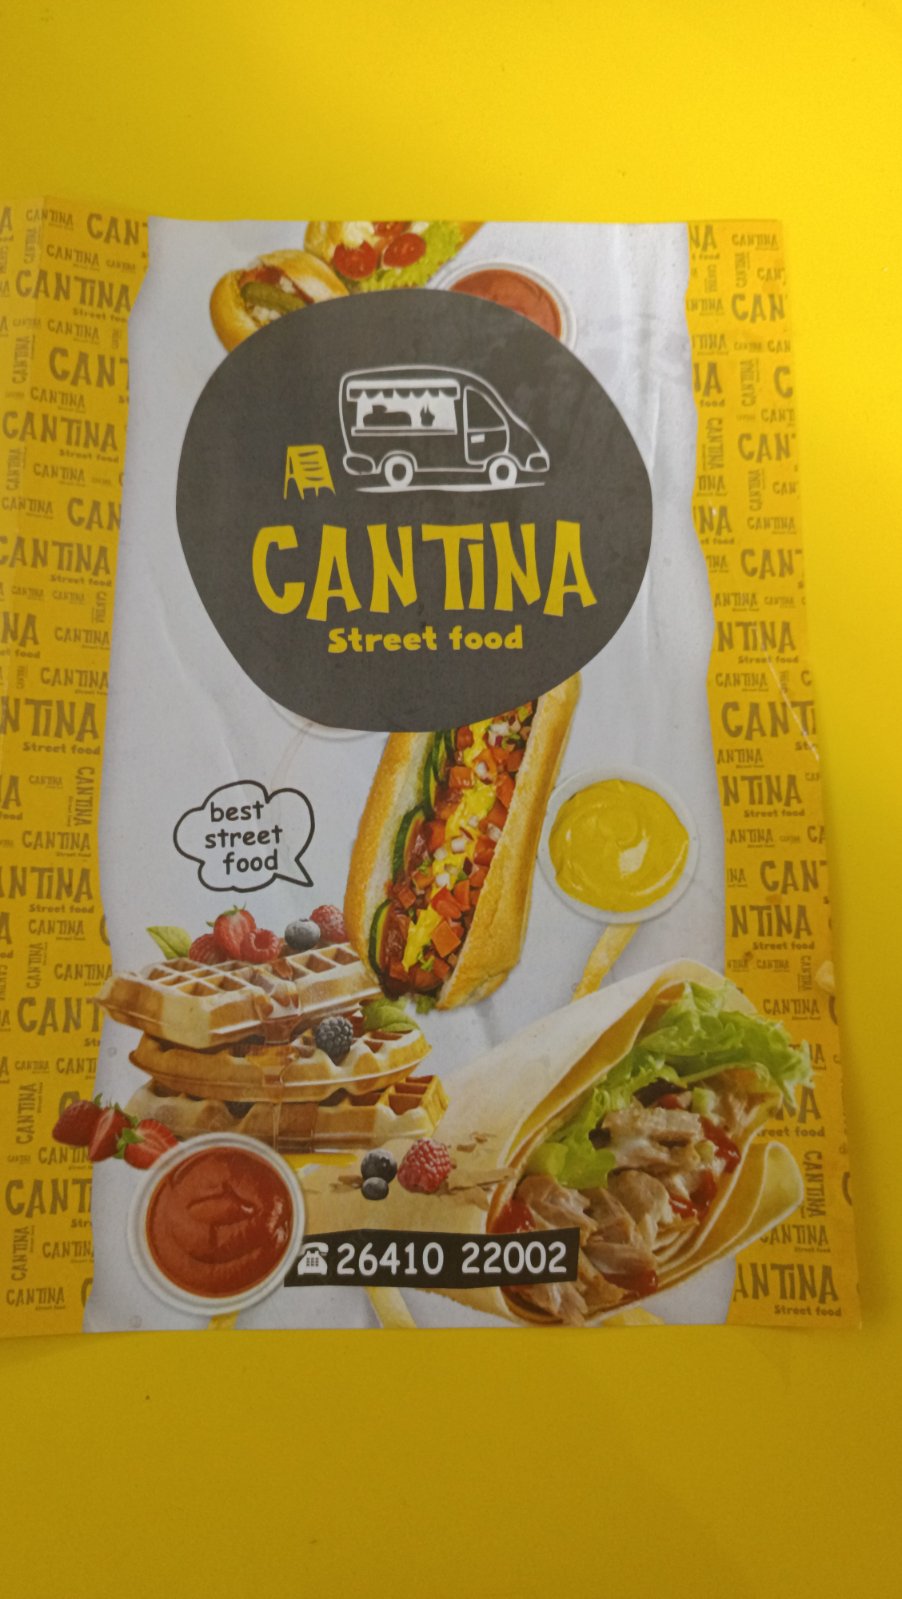 CANTINA
Street food
best
street
food
26410 22002